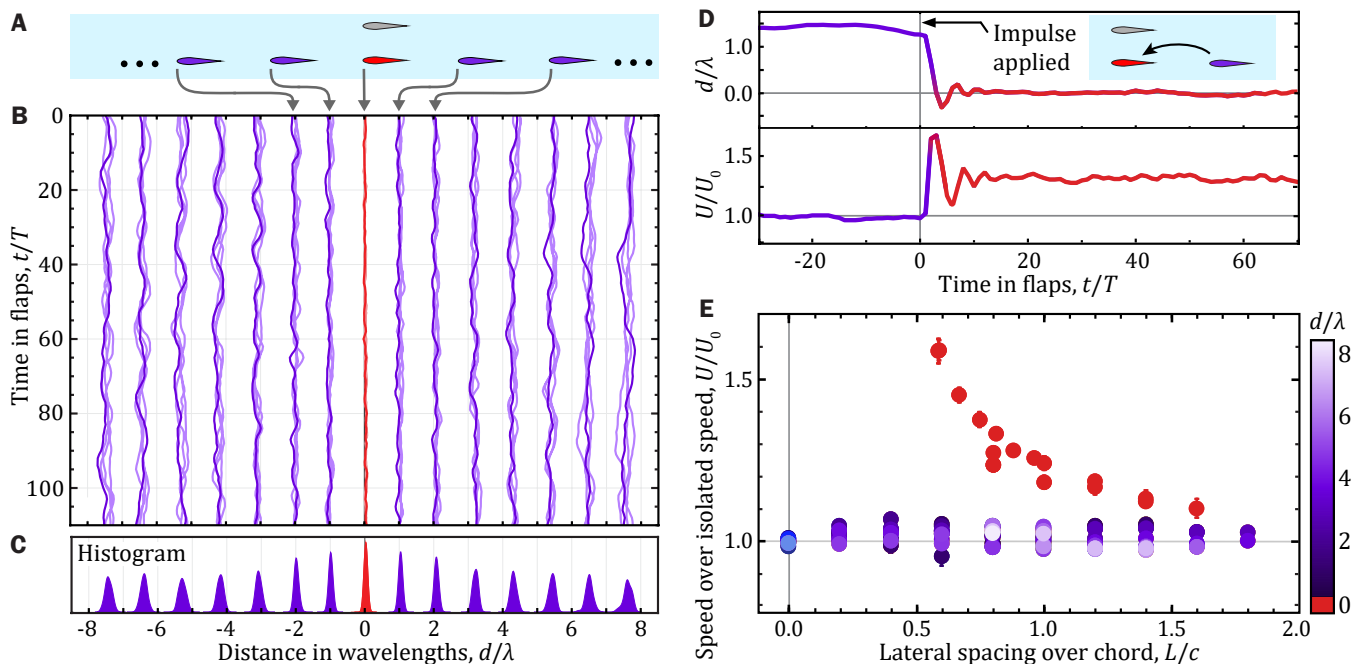 A
B
0
20
40
60
80
100
Time in flaps, t/T
C
Histogram
-8
-6
-4
-2
0
2
4
6
8
Distance in wavelengths, d/λ
D
1.0
0.0
d/λ
Impulse
applied
1.5
1.0
U/U₀
-20
0
20
40
60
Time in flaps, t/T
E
d/λ
8
6
4
2
0
1.5
1.0
Speed over isolated speed, U/U₀
0.0
0.5
1.0
1.5
2.0
Lateral spacing over chord, L/c